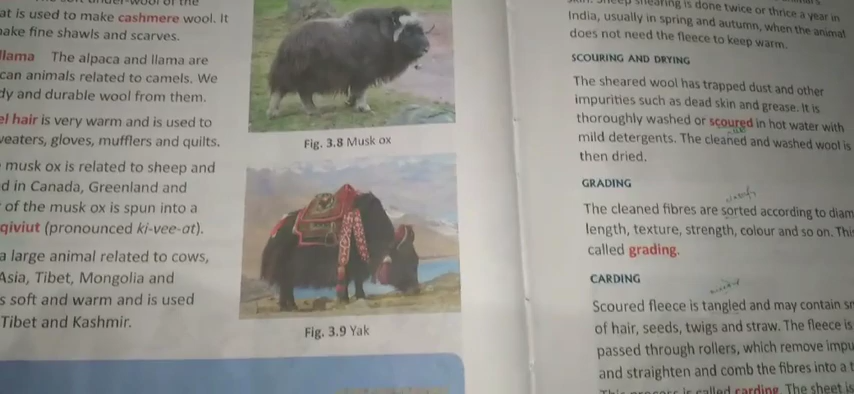 at is used to make cashmere wool. It
ake fine shawls and scarves.
llama The alpaca and llama are
can animals related to camels. We
dy and durable wool from them.
el hair is very warm and is used to
weaters, gloves, mufflers and quilts.
musk ox is related to sheep and
d in Canada, Greenland and
of the musk ox is spun into a
qiviut (pronounced ki-vee-at).
a large animal related to cows,
Asia, Tibet, Mongolia and
s soft and warm and is used
Tibet and Kashmir.
Fig. 3.8 Musk ox
Fig. 3.9 Yak
shearing is done twice or thrice a year in
India, usually in spring and autumn, when the animal
does not need the fleece to keep warm.
SCOURING AND DRYING
The sheared wool has trapped dust and other
impurities such as dead skin and grease. It is
thoroughly washed or scoured in hot water with
mild detergents. The cleaned and washed wool is
then dried.
GRADING
classify
The cleaned fibres are sorted according to diam
length, texture, strength, colour and so on. This
called grading.
CARDING
Scoured fleece is tangled and may contain sm
of hair, seeds, twigs and straw. The fleece is
passed through rollers, which remove impu
and straighten and comb the fibres into a t
This process is called carding. The sheet is